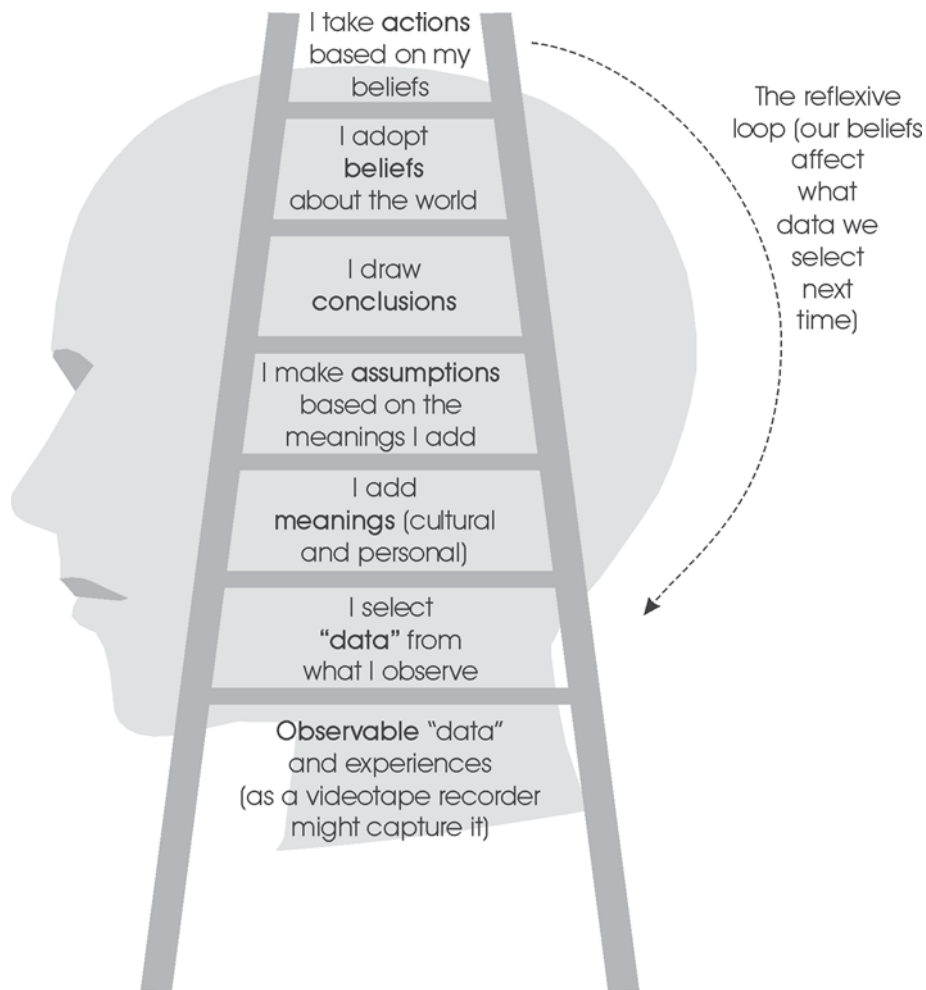 I take actions
based on my
beliefs
I adopt
beliefs
about the world
I draw
conclusions
I make assumptions
based on the
meanings I add
I add
meanings (cultural
and personal)
I select
“data” from
what I observe
Observable “data”
and experiences
(as a videotape recorder
might capture it)
The reflexive
loop (our beliefs
affect
what
data we
select
next
time)